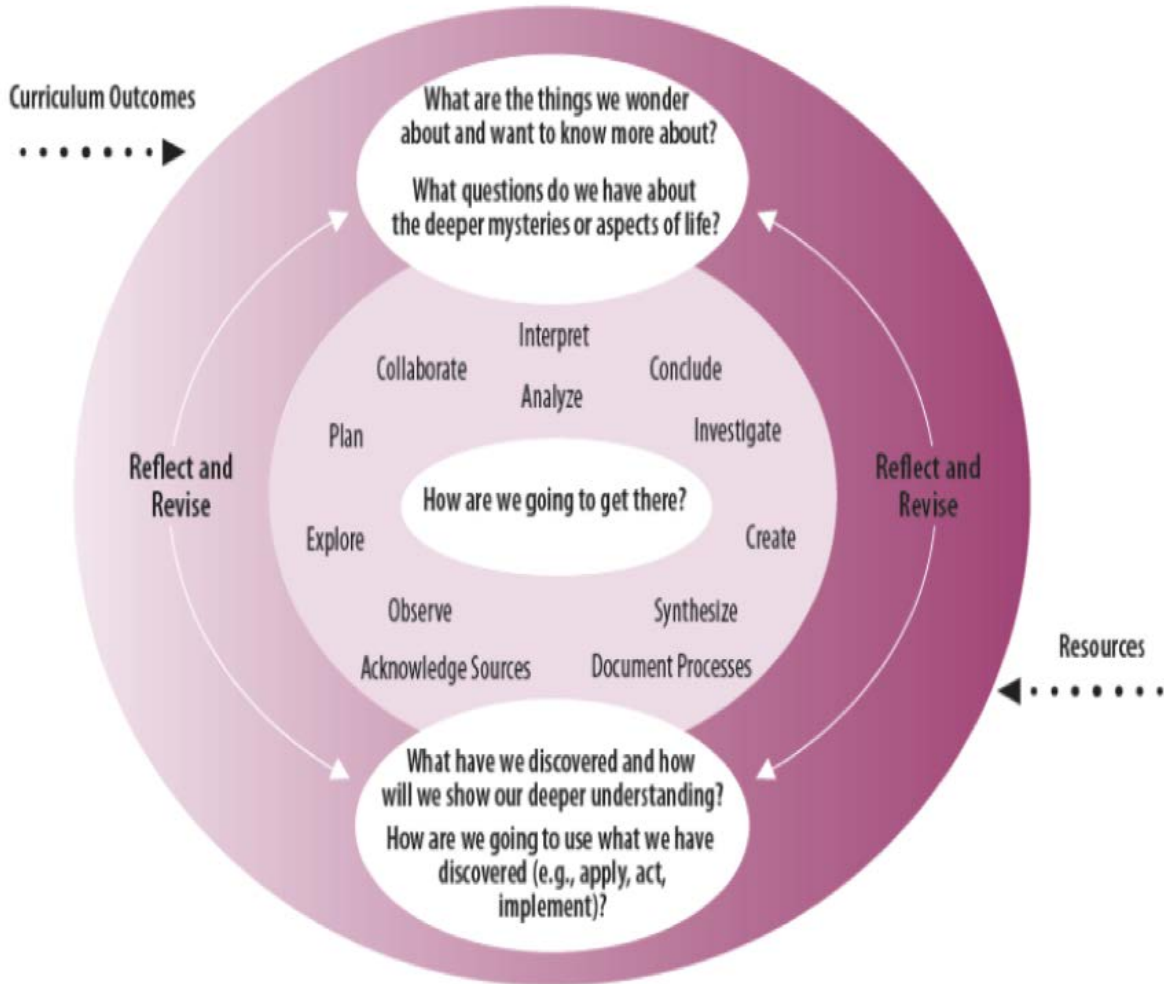 Curriculum Outcomes
What are the things we wonder
about and want to know more about?
What questions do we have about
the deeper mysteries or aspects of life?
Interpret
Collaborate
Conclude
Analyze
Plan
Investigate
Reflect and
Revise
How are we going to get there?
Reflect and
Revise
Explore
Create
Observe
Synthesize
Acknowledge Sources
Document Processes
Resources
What have we discovered and how
will we show our deeper understanding?
How are we going to use what we have
discovered (e.g., apply, act,
implement)?